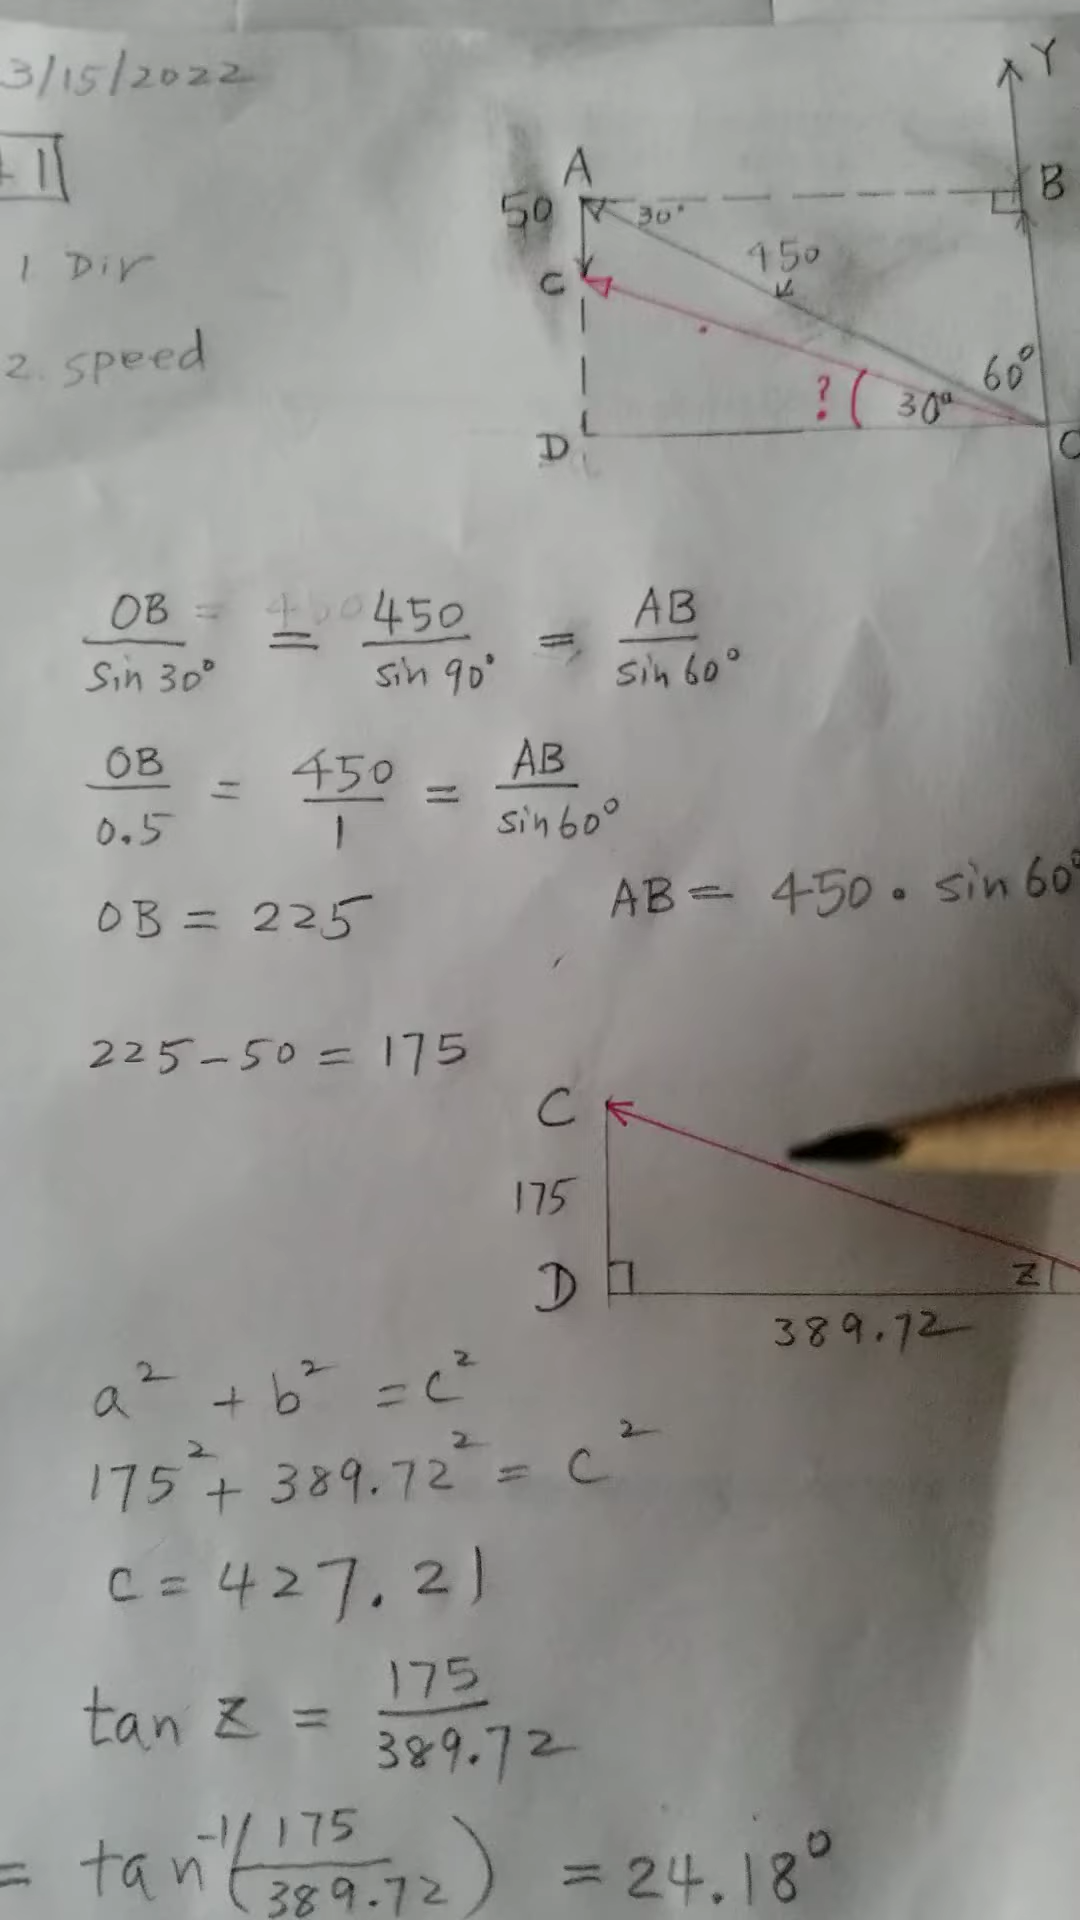 3/15/2022
1
1 Dir
2. speed
Y
A
B
50
30°
450
C
60°
?
30°
D
O
OB/sin 30° = 450/sin 90° = AB/sin 60°
OB/0.5 = 450/1 = AB/sin 60°
OB = 225
AB = 450 . sin 60°
225 - 50 = 175
C
175
D
Z
389.72
a² + b² = c²
175² + 389.72² = c²
c = 427.21
tan Z = 175/389.72
= tan⁻¹(175/389.72) = 24.18°